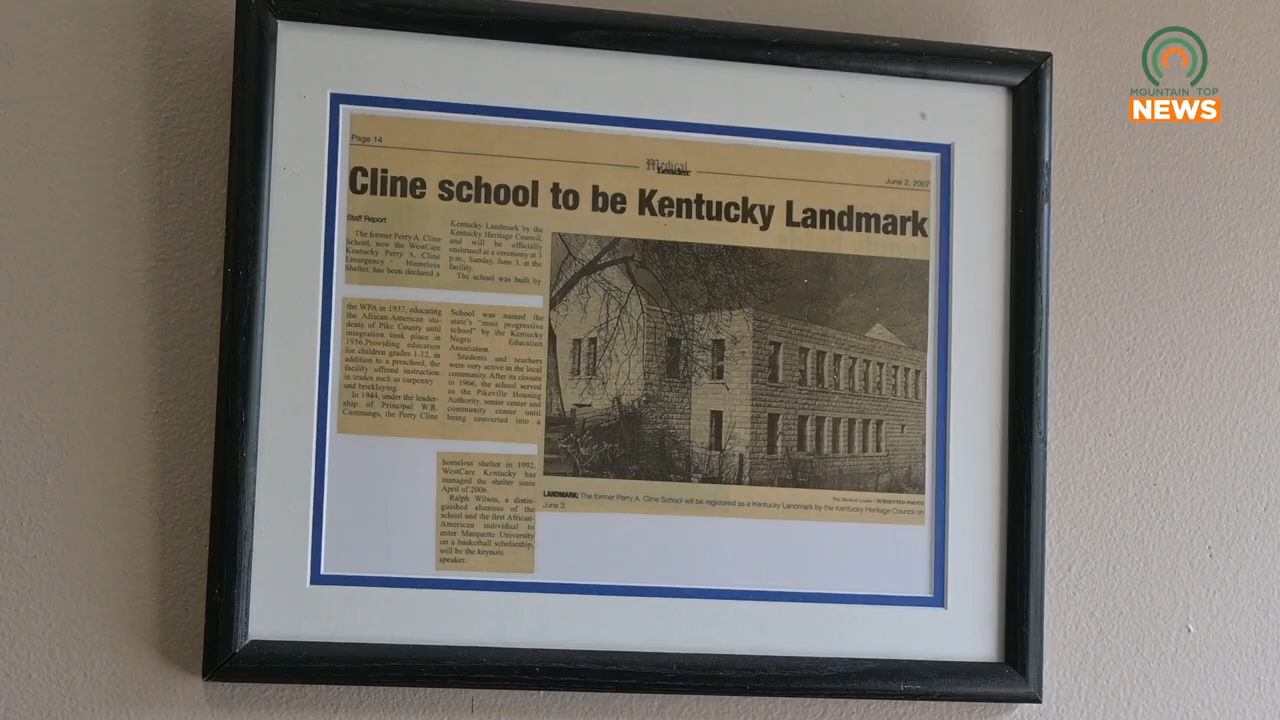 MOUNTAIN TOP
NEWS
Page 14
Medical
Leader
June 2, 2007
Cline school to be Kentucky Landmark
Staff Report
The former Perry A. Cline
School, now the WestCare
Kentucky Perry A. Cline
Emergency Homeless
Shelter, has been declared a
Kentucky Landmark by the
Kentucky Heritage Council,
and will be officially
enshrined at a ceremony at 3
p.m., Sunday, June 3, at the
facility.
The school was built by
the WPA in 1937, educating
the African-American stu-
dents of Pike County until
integration took place in
1956.Providing education
for children grades 1-12, in
addition to a preschool, the
facility offered instruction
in trades such as carpentry
and bricklaying.
In 1944, under the leader-
ship of Principal W.R.
Cummings, the Perry Cline
School was named the
state's "most progressive
school" by the Kentucky
Negro Education
Association.
Students and teachers
were very active in the local
community. After its closure
in 1966, the school served
as the Pikeville Housing
Authority, senior center and
community center until
being converted into a
homeless shelter in 1992.
WestCare Kentucky has
managed the shelter since
April of 2006.
Ralph Wilson, a distin-
guished alumnus of the
school and the first African-
American individual to
enter Marquette University
on a basketball scholarship,
will be the keynote
speaker.
The Medical Leader / SUBMITTED PHOTO
LANDMARK: The former Perry A. Cline School will be registered as a Kentucky Landmark by the Kentucky Heritage Council on
June 3.